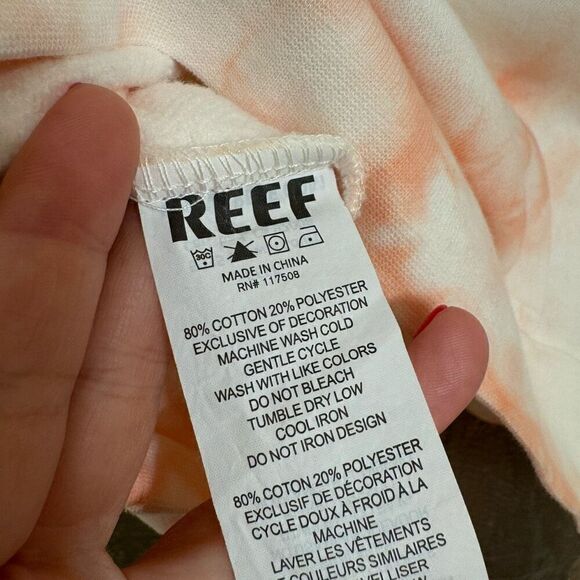 REEF
30C
MADE IN CHINA
RN# 117508
80% COTTON 20% POLYESTER
EXCLUSIVE OF DECORATION
MACHINE WASH COLD
GENTLE CYCLE
WASH WITH LIKE COLORS
DO NOT BLEACH
TUMBLE DRY LOW
COOL IRON
DO NOT IRON DESIGN
80% COTTON 20% POLYESTER
EXCLUSIF DE DÉCORATION
CYCLE DOUX À FROID À LA
MACHINE
LAVER LES VÊTEMENTS
COULEURS SIMILAIRES